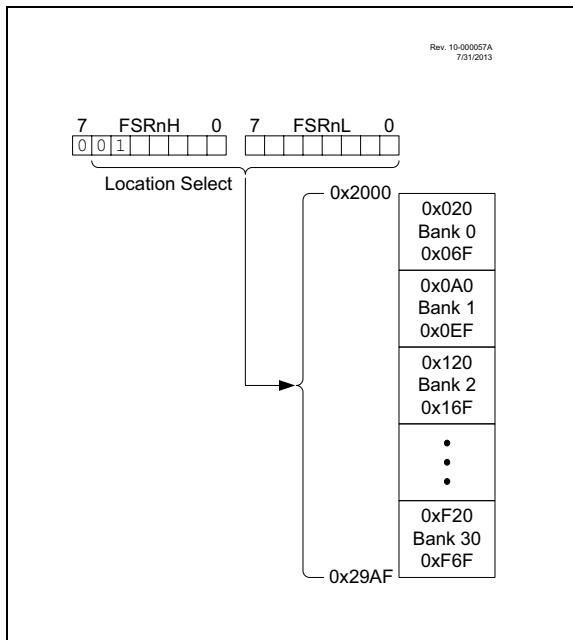 Rev. 10-000057A
7/31/2013
7 FSRnH 0 7 FSRnL 0
0 0 1
Location Select
0x2000
0x020
Bank 0
0x06F
0x0A0
Bank 1
0x0EF
0x120
Bank 2
0x16F
0xF20
Bank 30
0xF6F
0x29AF